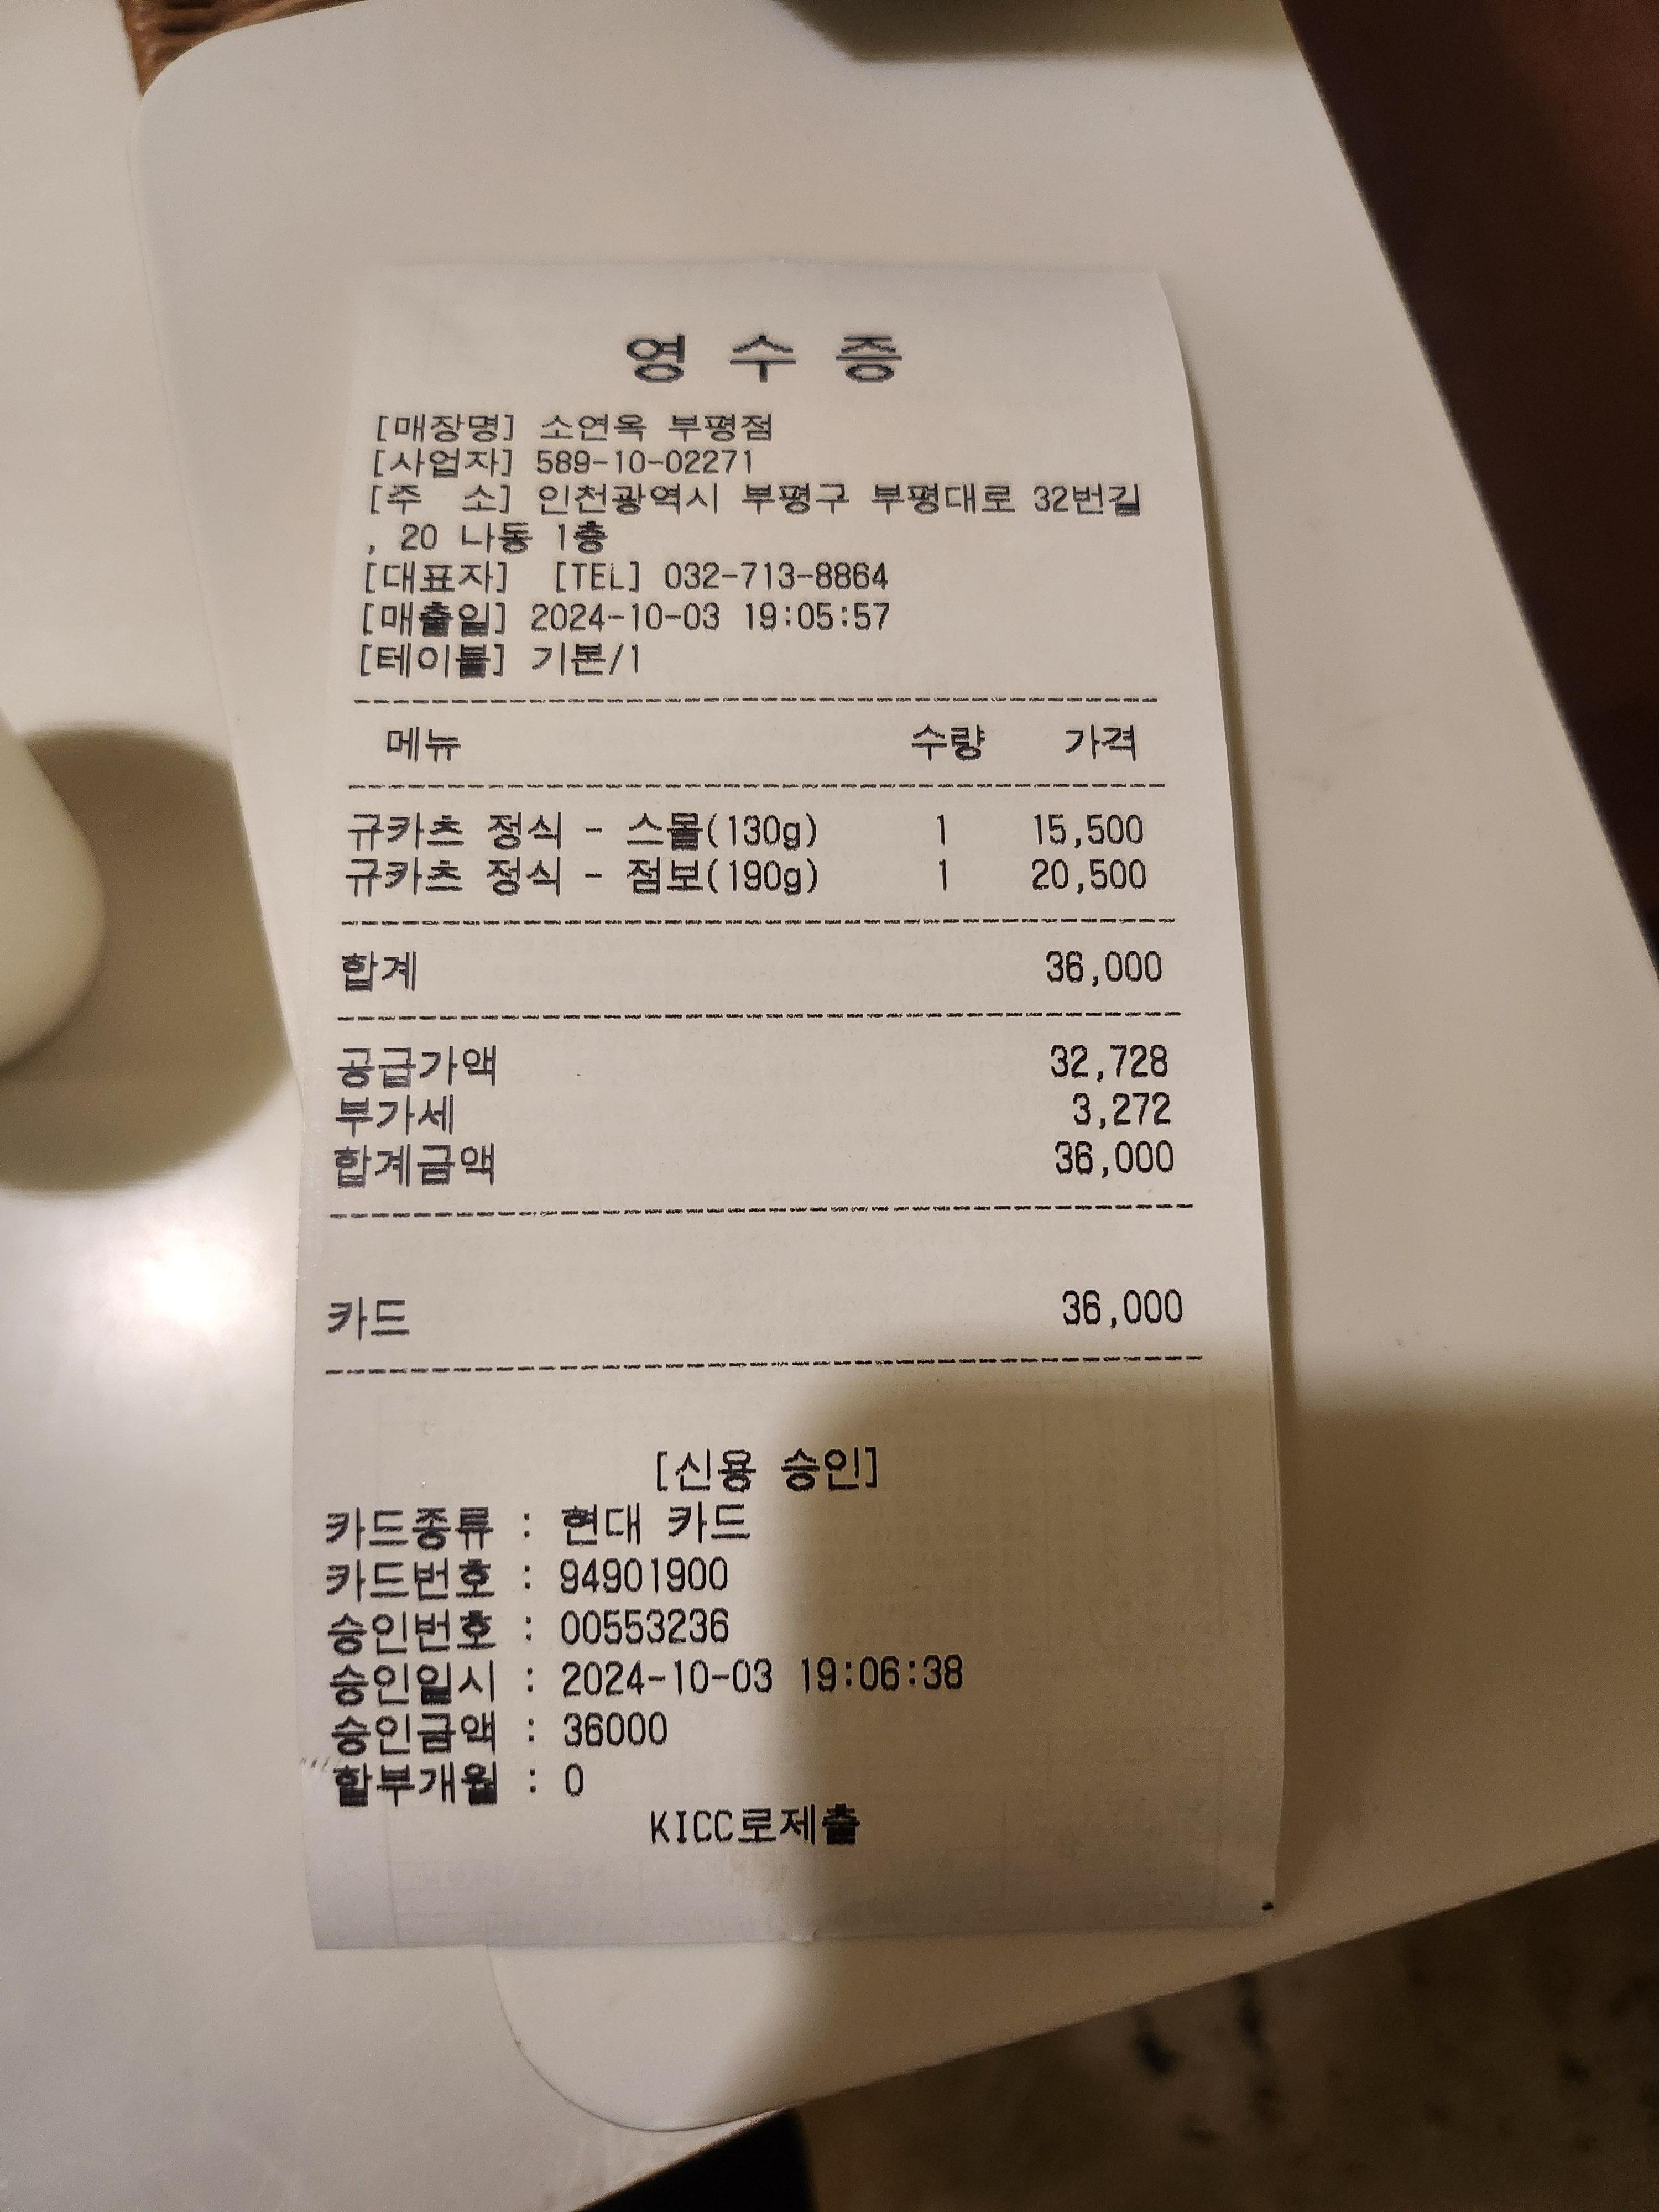 영 수 증
[매장명] 소연옥 부평점
[사업자] 589-10-02271
[주 소] 인천광역시 부평구 부평대로 32번길
, 20 나동 1층
[대표자] [TEL] 032-713-8864
[매출일] 2024-10-03 19:05:57
[테이블] 기본/1
메뉴 수량 가격
규카츠 정식 - 스몰(130g) 1 15,500
규카츠 정식 - 점보(190g) 1 20,500
합계 36,000
공급가액 32,728
부가세 3,272
합계금액 36,000
카드 36,000
[신용 승인]
카드종류 : 현대 카드
카드번호 : 94901900
승인번호 : 00553236
승인일시 : 2024-10-03 19:06:38
승인금액 : 36000
할부개월 : 0
KICC로제출